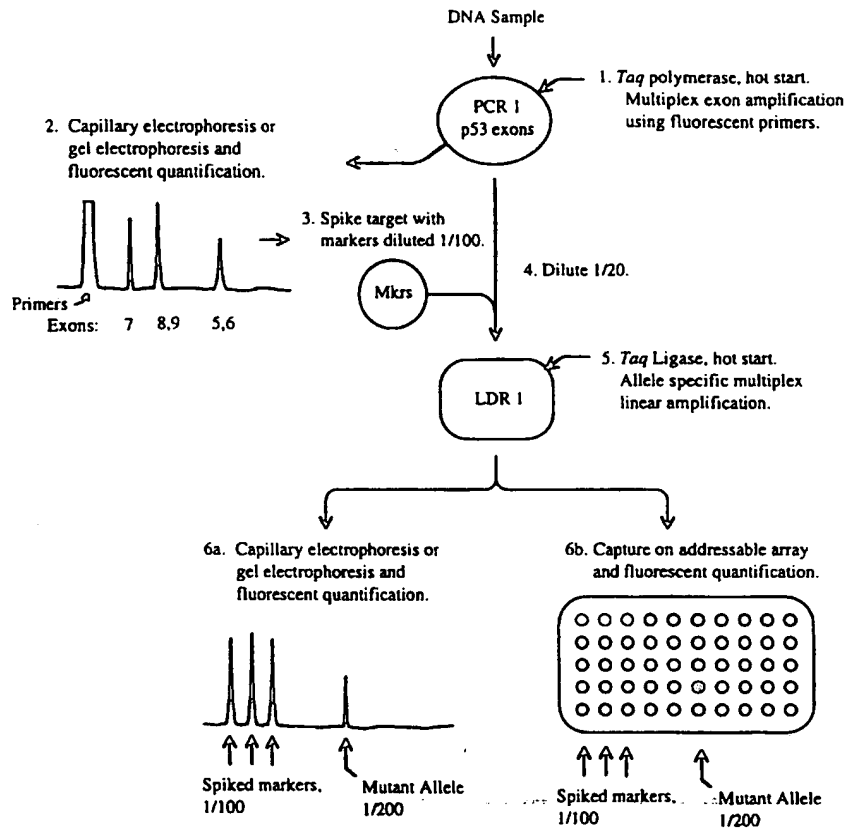 DNA Sample
PCR 1
p53 exons
1. Taq polymerase, hot start.
Multiplex exon amplification
using fluorescent primers.
2. Capillary electrophoresis or
gel electrophoresis and
fluorescent quantification.
Primers
Exons: 7 8,9 5,6
3. Spike target with
markers diluted 1/100.
Mkrs
4. Dilute 1/20.
LDR 1
5. Taq Ligase, hot start.
Allele specific multiplex
linear amplification.
6a. Capillary electrophoresis or
gel electrophoresis and
fluorescent quantification.
Spiked markers,
1/100
Mutant Allele
1/200
6b. Capture on addressable array
and fluorescent quantification.
Spiked markers,
1/100
Mutant Allele
1/200